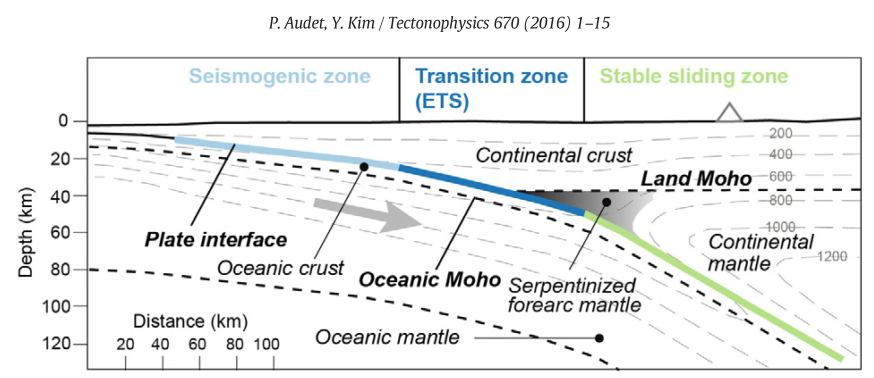 P. Audet, Y. Kim / Tectonophysics 670 (2016) 1–15
Seismogenic zone
Transition zone
(ETS)
Stable sliding zone
0
20
40
60
80
100
120
Depth (km)
200
400
600
800
1000
1200
Continental crust
Land Moho
Plate interface
Oceanic crust
Oceanic Moho
Serpentinized
forearc mantle
Continental
mantle
Oceanic mantle
Distance (km)
20 40 60 80 100